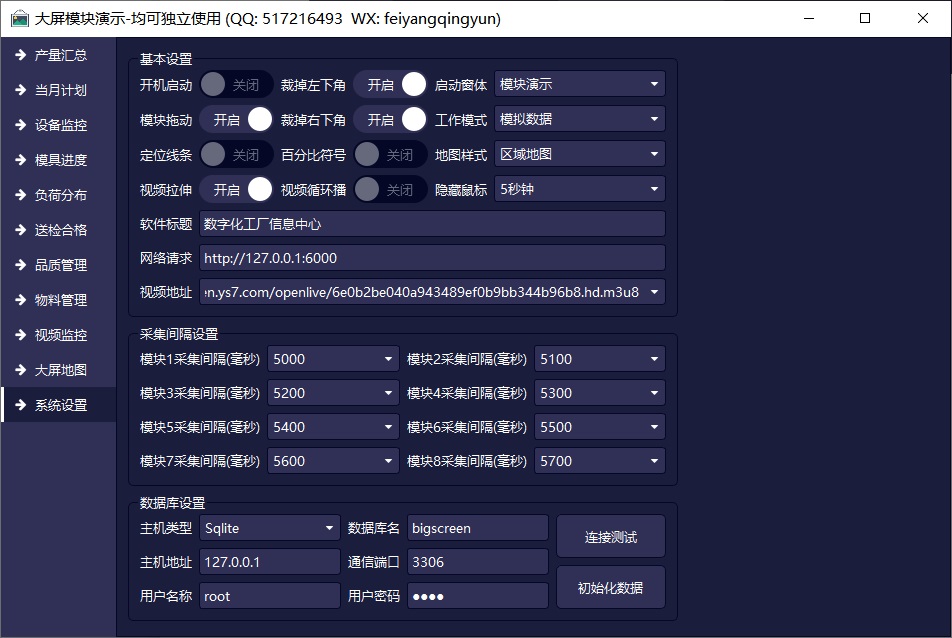 大屏模块演示-均可独立使用 (QQ: 517216493  WX: feiyangqingyun)
产量汇总
当月计划
设备监控
模具进度
负荷分布
送检合格
品质管理
物料管理
视频监控
大屏地图
系统设置
基本设置
开机启动 关闭 裁掉左下角 开启 启动窗体 模块演示
模块拖动 开启 裁掉右下角 开启 工作模式 模拟数据
定位线条 关闭 百分比符号 关闭 地图样式 区域地图
视频拉伸 开启 视频循环播 关闭 隐藏鼠标 5秒钟
软件标题 数字化工厂信息中心
网络请求 http://127.0.0.1:6000
视频地址 en.ys7.com/openlive/6e0b2be040a943489ef0b9bb344b96b8.hd.m3u8
采集间隔设置
模块1采集间隔(毫秒) 5000 模块2采集间隔(毫秒) 5100
模块3采集间隔(毫秒) 5200 模块4采集间隔(毫秒) 5300
模块5采集间隔(毫秒) 5400 模块6采集间隔(毫秒) 5500
模块7采集间隔(毫秒) 5600 模块8采集间隔(毫秒) 5700
数据库设置
主机类型 Sqlite 数据库名 bigscreen 连接测试
主机地址 127.0.0.1 通信端口 3306
用户名称 root 用户密码 ●●●● 初始化数据